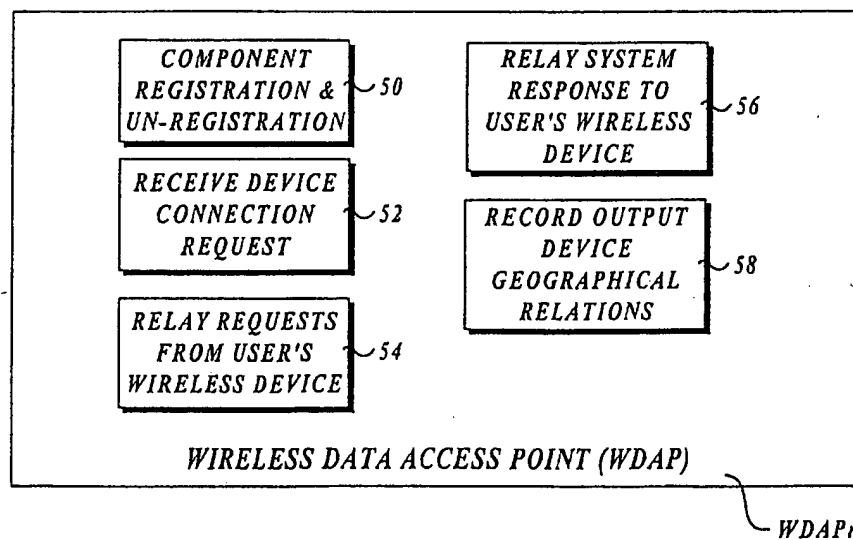 COMPONENT
REGISTRATION &
UN-REGISTRATION
50
RECEIVE DEVICE
CONNECTION
REQUEST
52
RELAY REQUESTS
FROM USER'S
WIRELESS DEVICE
54
RELAY SYSTEM
RESPONSE TO
USER'S WIRELESS
DEVICE
56
RECORD OUTPUT
DEVICE
GEOGRAPHICAL
RELATIONS
58
WIRELESS DATA ACCESS POINT (WDAP)